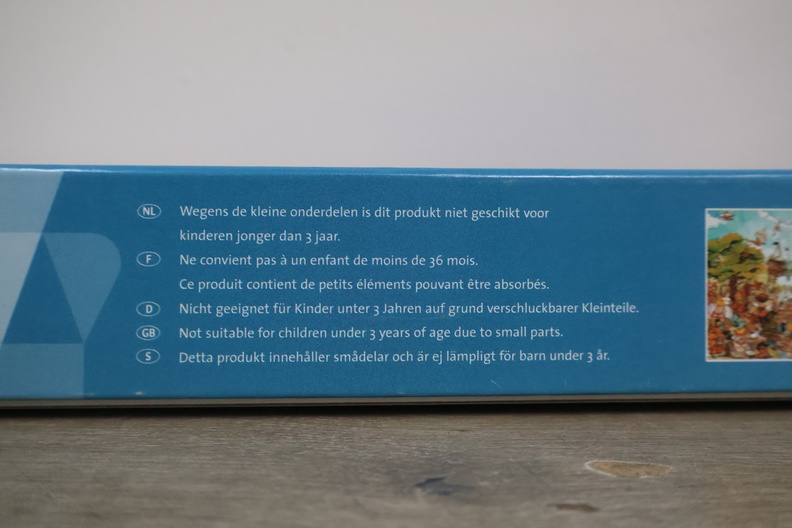 NL Wegens de kleine onderdelen is dit produkt niet geschikt voor
kinderen jonger dan 3 jaar.
F Ne convient pas à un enfant de moins de 36 mois.
Ce produit contient de petits éléments pouvant être absorbés.
D Nicht geeignet für Kinder unter 3 Jahren auf grund verschluckbarer Kleinteile.
GB Not suitable for children under 3 years of age due to small parts.
S Detta produkt innehåller smådelar och är ej lämpligt för barn under 3 år.